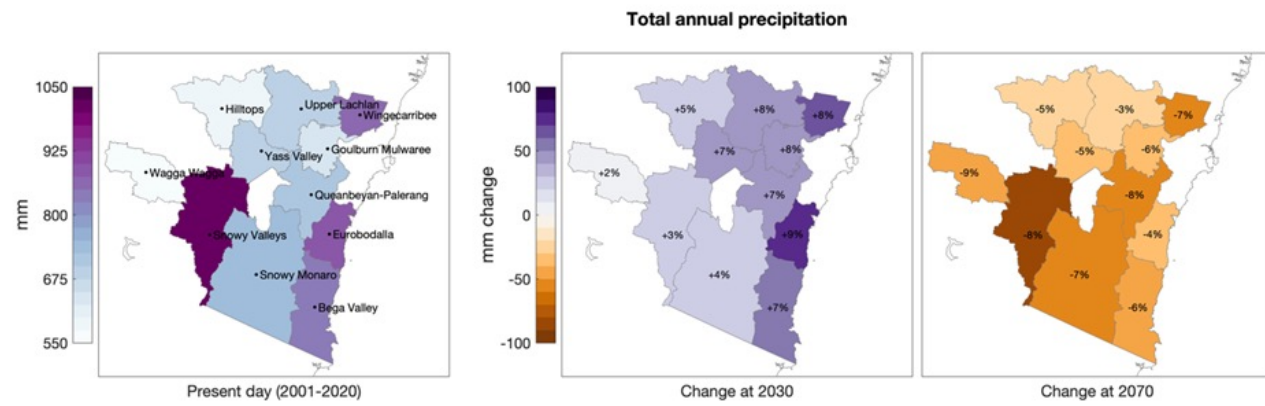 Total annual precipitation
mm
1050
925
800
675
550
Hilltops
Upper Lachlan
Wingecarribee
Yass Valley
Goulburn Mulwaree
Wagga Wagga
Queanbeyan-Palerang
Snowy Valleys
Eurobodalla
Snowy Monaro
Bega Valley
Present day (2001-2020)
mm change
100
50
0
-50
-100
+5%
+8%
+8%
+7%
+8%
+2%
+7%
+3%
+9%
+4%
+7%
Change at 2030
-5%
-3%
-7%
-5%
-6%
-9%
-8%
-8%
-4%
-7%
-6%
Change at 2070